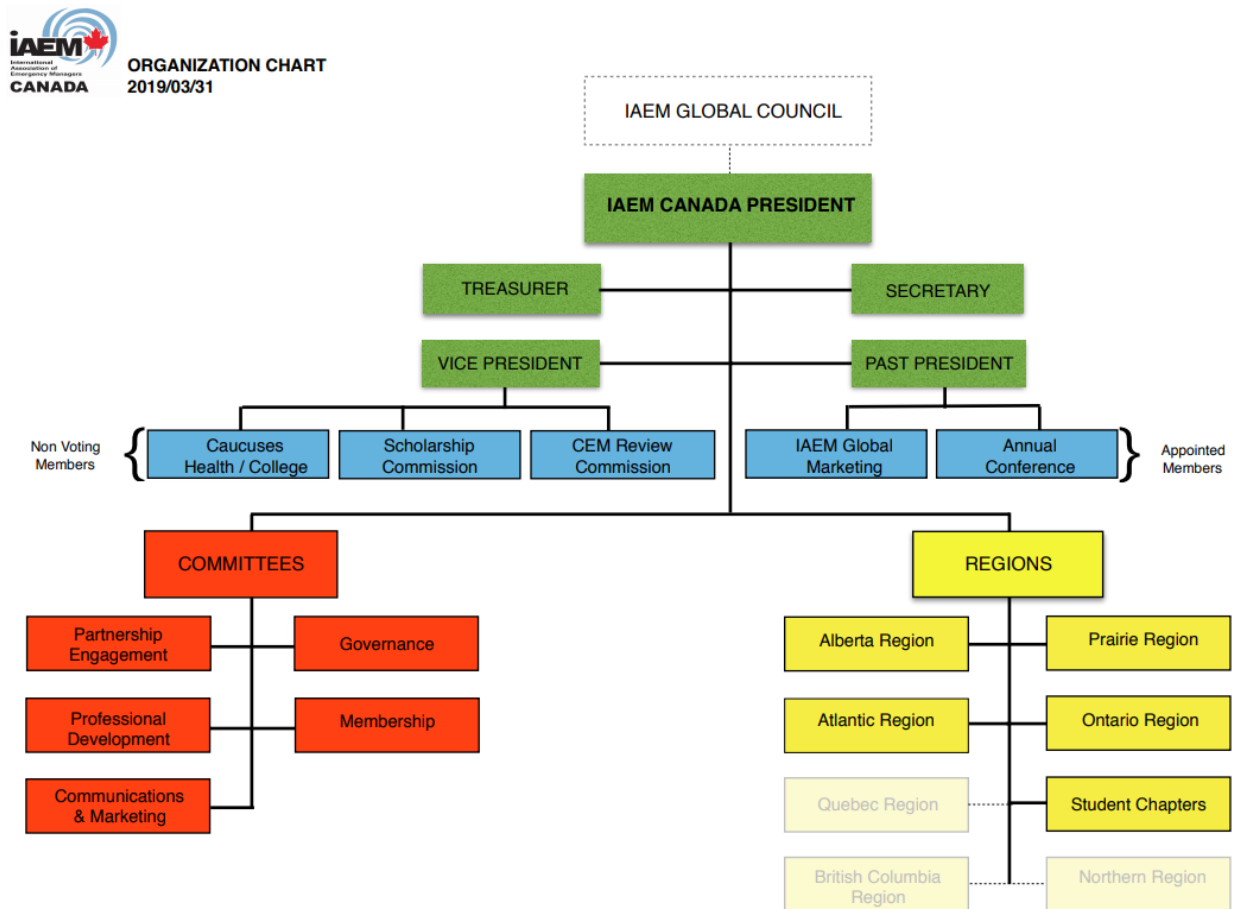 iAEM
International
Association of
Emergency Managers
CANADA
ORGANIZATION CHART
2019/03/31
IAEM GLOBAL COUNCIL
IAEM CANADA PRESIDENT
TREASURER
SECRETARY
VICE PRESIDENT
PAST PRESIDENT
Non Voting
Members
Caucuses
Health / College
Scholarship
Commission
CEM Review
Commission
IAEM Global
Marketing
Annual
Conference
Appointed
Members
COMMITTEES
REGIONS
Partnership
Engagement
Governance
Professional
Development
Membership
Communications
& Marketing
Alberta Region
Prairie Region
Atlantic Region
Ontario Region
Quebec Region
Student Chapters
British Columbia
Region
Northern Region